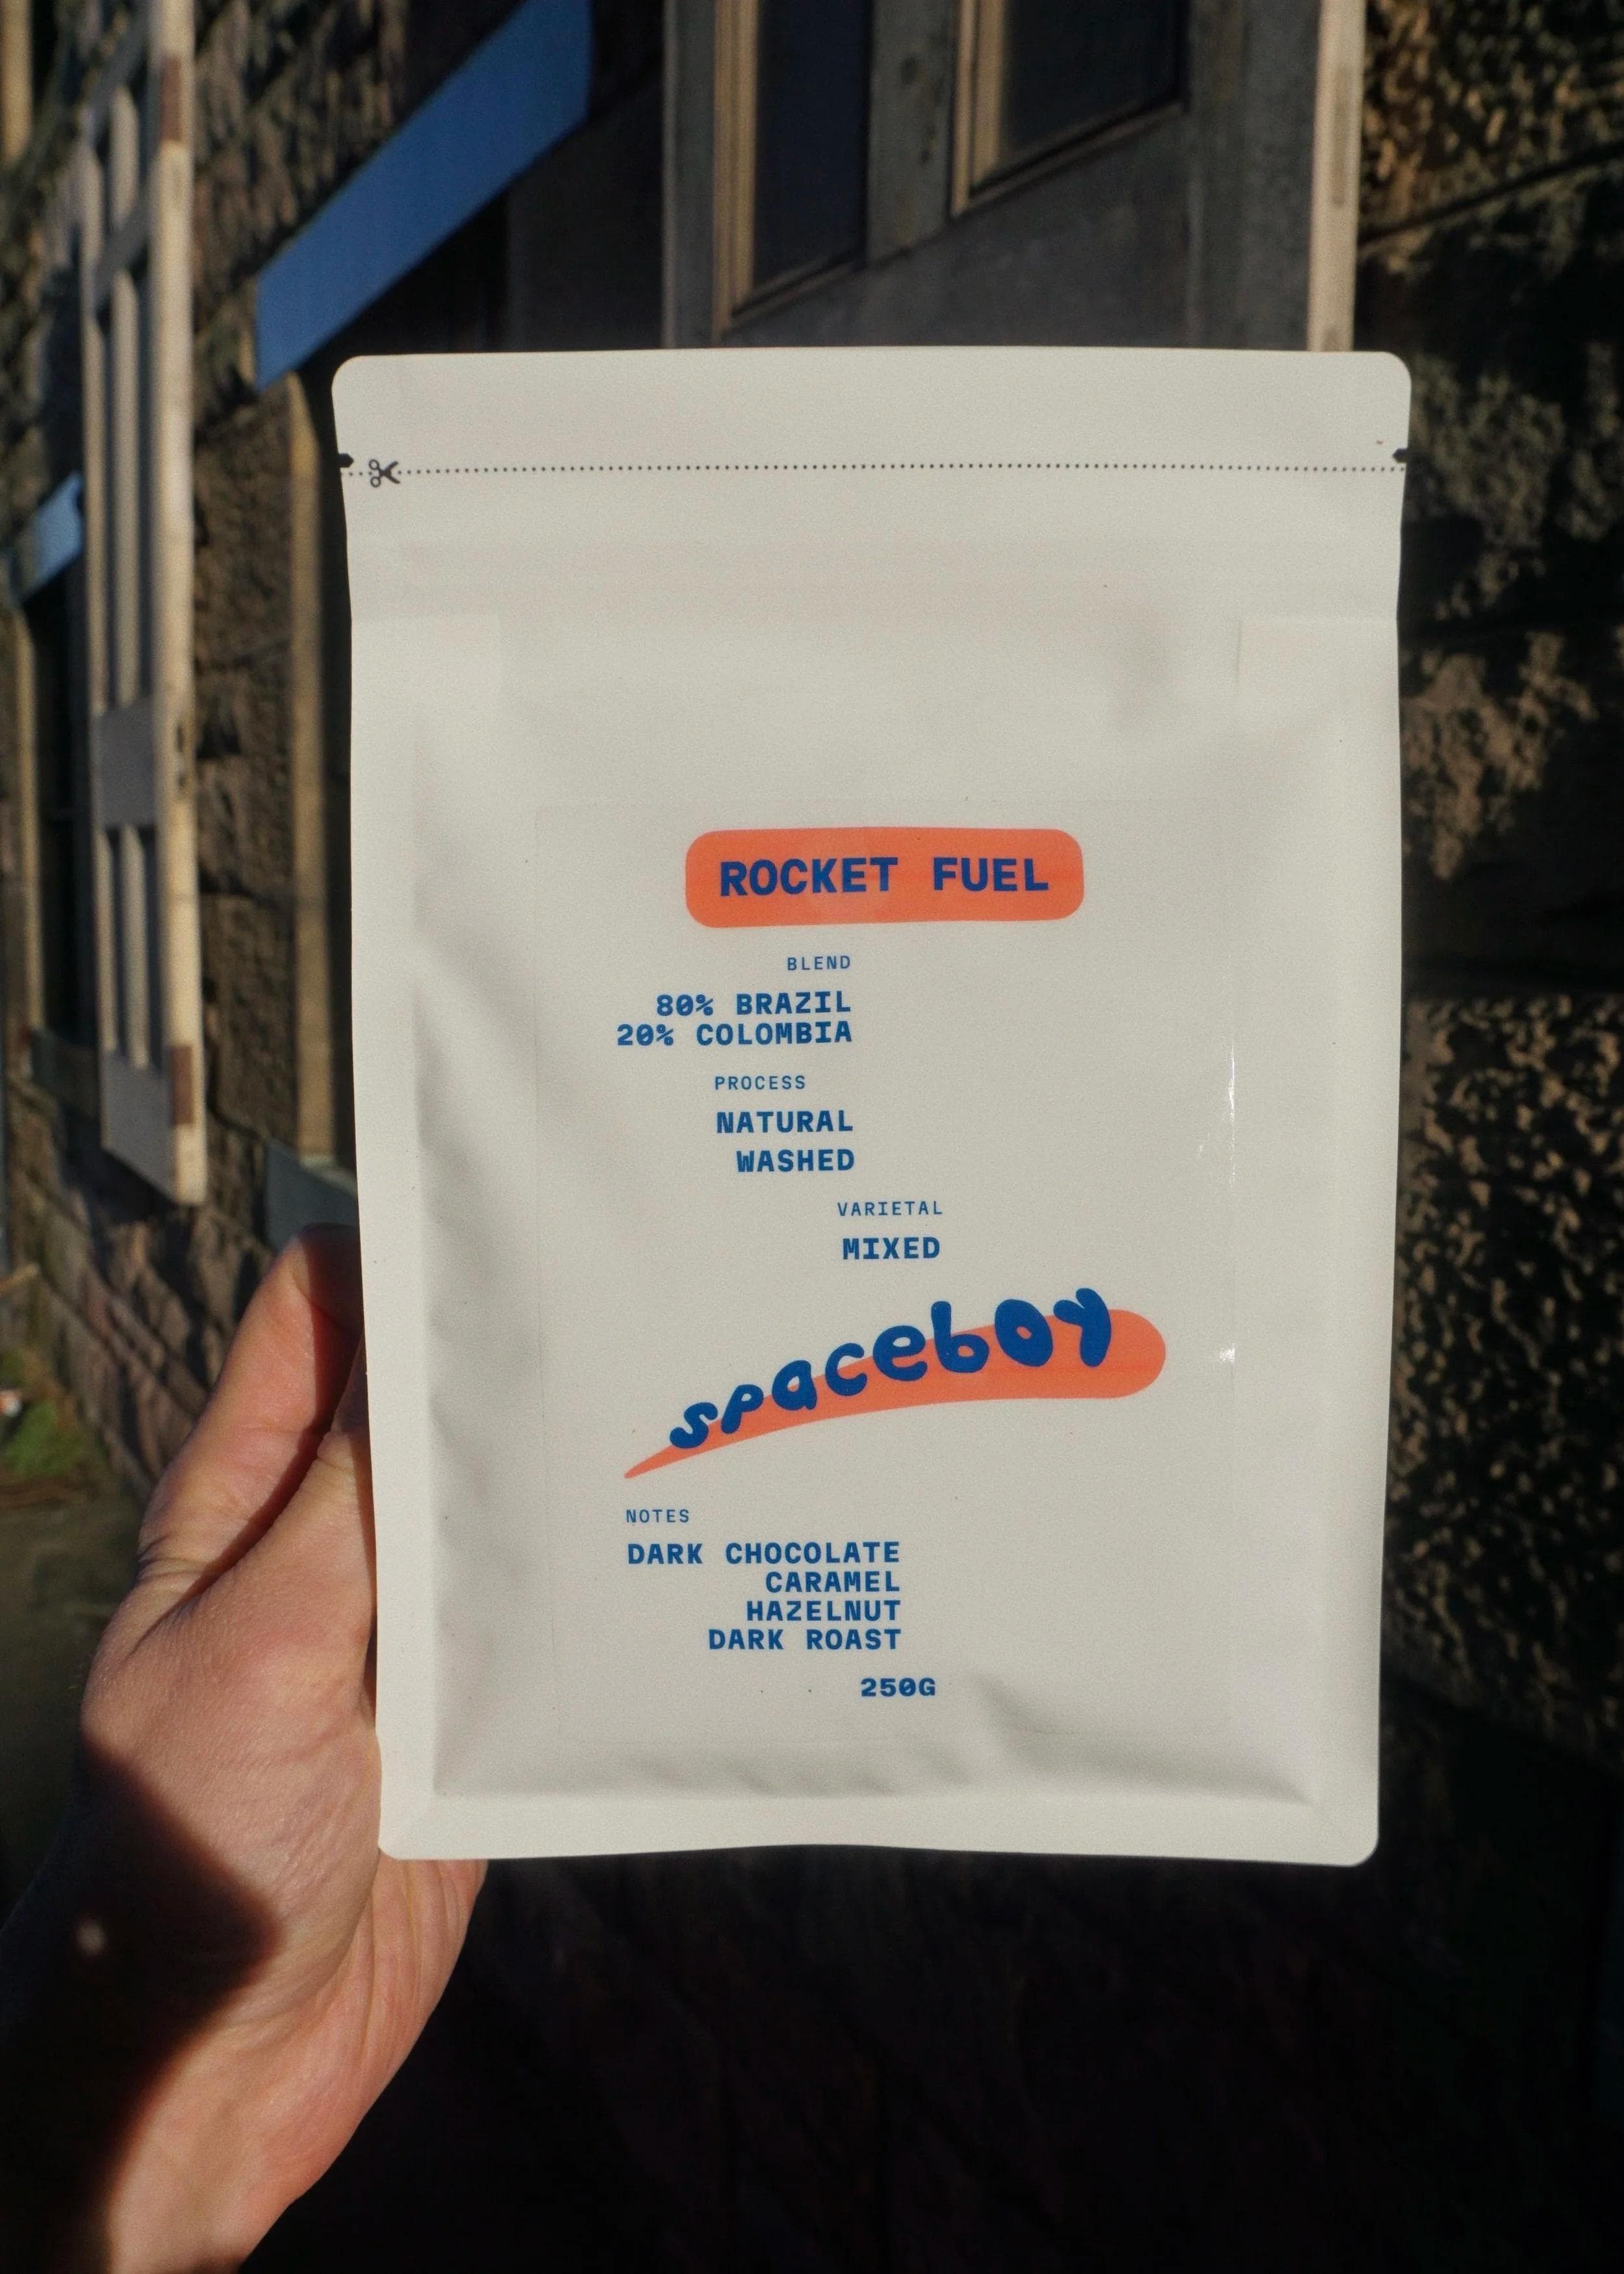 ROCKET FUEL
BLEND
80% BRAZIL
20% COLOMBIA
PROCESS
NATURAL
WASHED
VARIETAL
MIXED
spaceboy
NOTES
DARK CHOCOLATE
CARAMEL
HAZELNUT
DARK ROAST
250G